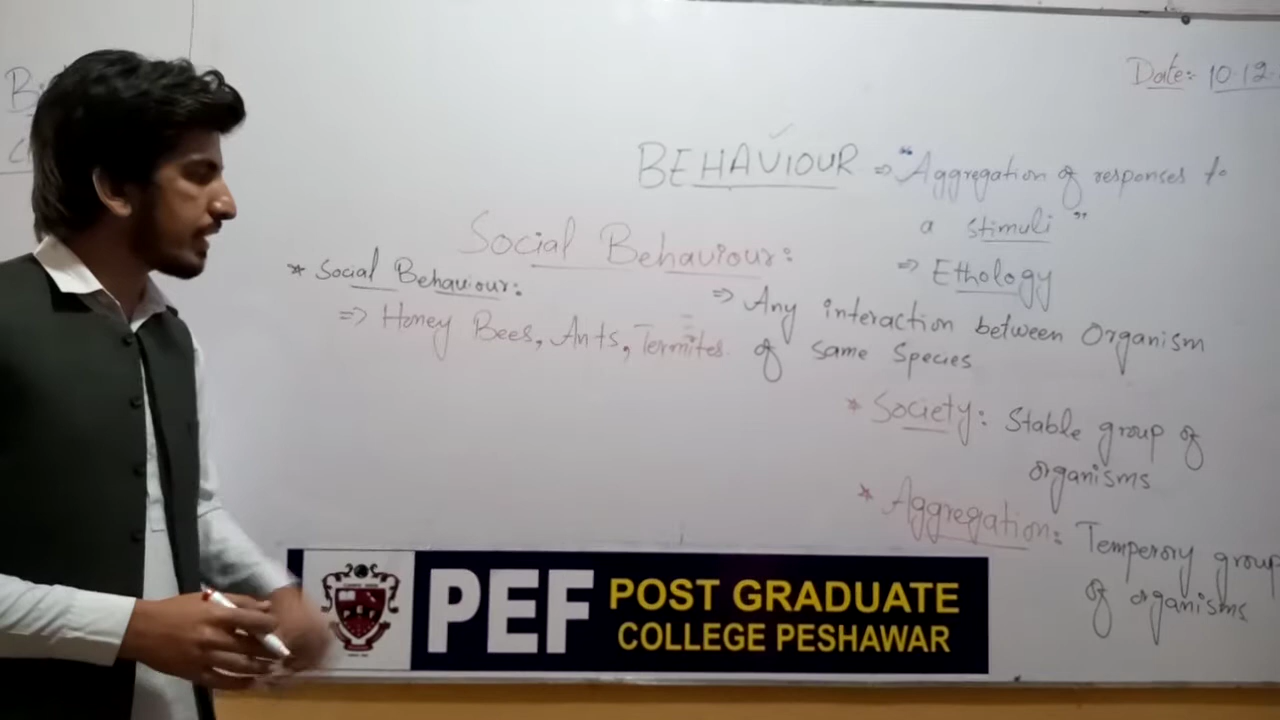 Date:- 10.12
BEHAVIOUR ⇒ "Aggregation of responses to
a Stimuli"
⇒ Ethology
Social Behaviour:
⇒ Any interaction between Organism
of same Species
* Social Behaviour:
⇒ Honey Bees, Ants, Termites.
* Society: Stable group of
organisms
* Aggregation: Temperory group
of organisms
PEF POST GRADUATE
COLLEGE PESHAWAR